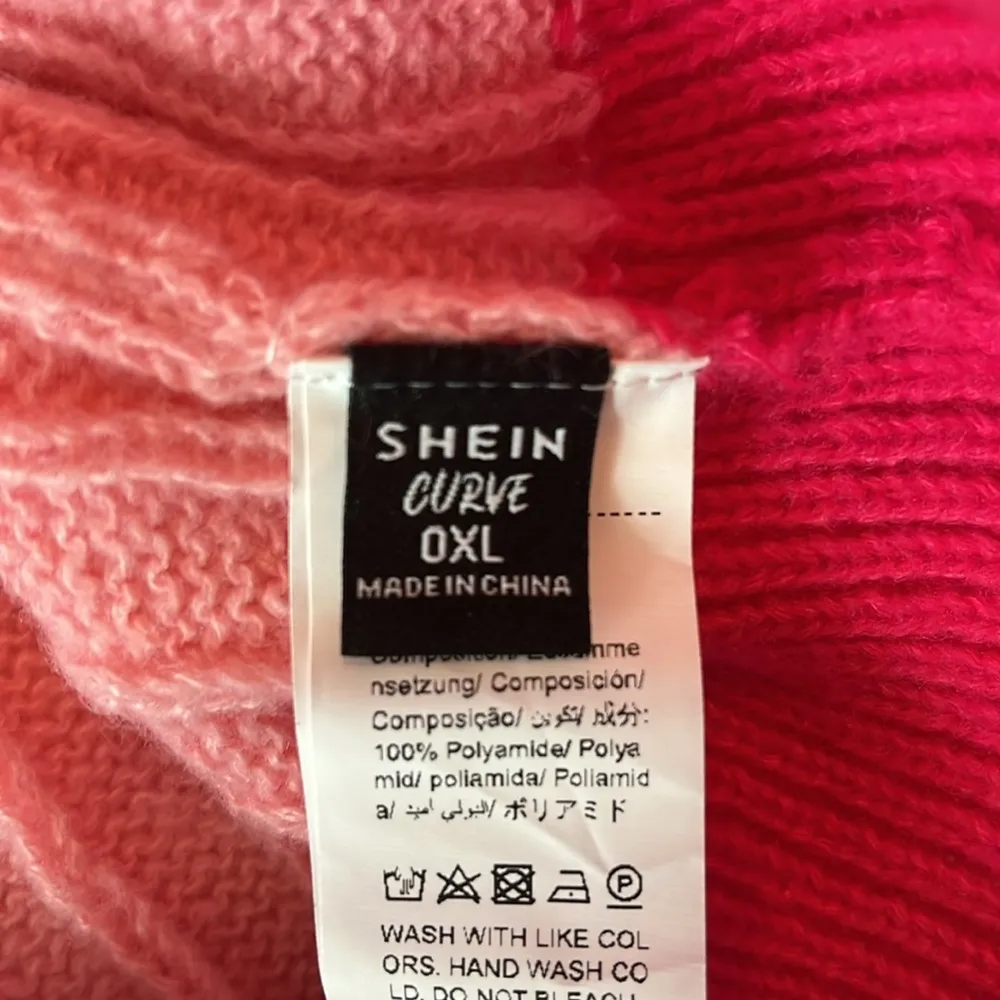 SHEIN
CURVE
0XL
MADE IN CHINA
nsetzung/ Composición/
Composição/ تكوين/ 成分:
100% Polyamide/ Polya
mid/ poliamida/ Poliamid
a/ البولي أميد/ ポリアミド
P
WASH WITH LIKE COL
ORS. HAND WASH CO
LD. DO NOT BLEACH.